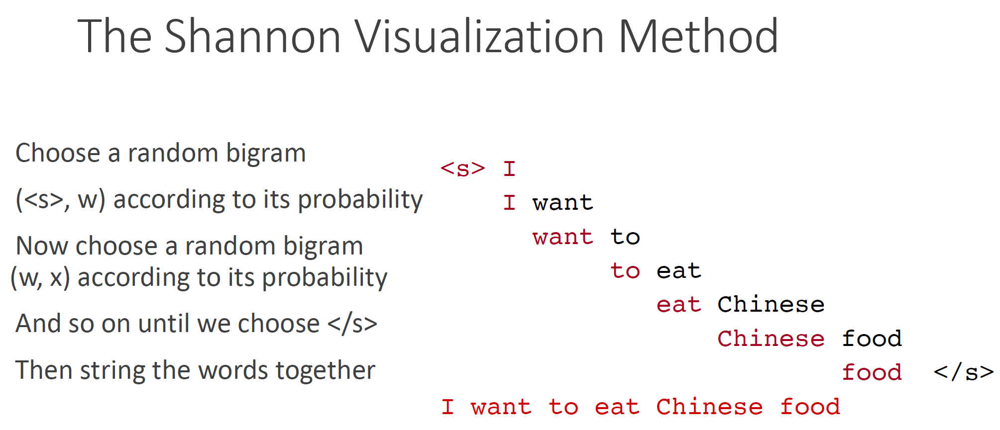 The Shannon Visualization Method
Choose a random bigram
(<s>, w) according to its probability
Now choose a random bigram
(w, x) according to its probability
And so on until we choose </s>
Then string the words together
<s> I
I want
want to
to eat
eat Chinese
Chinese food
food </s>
I want to eat Chinese food